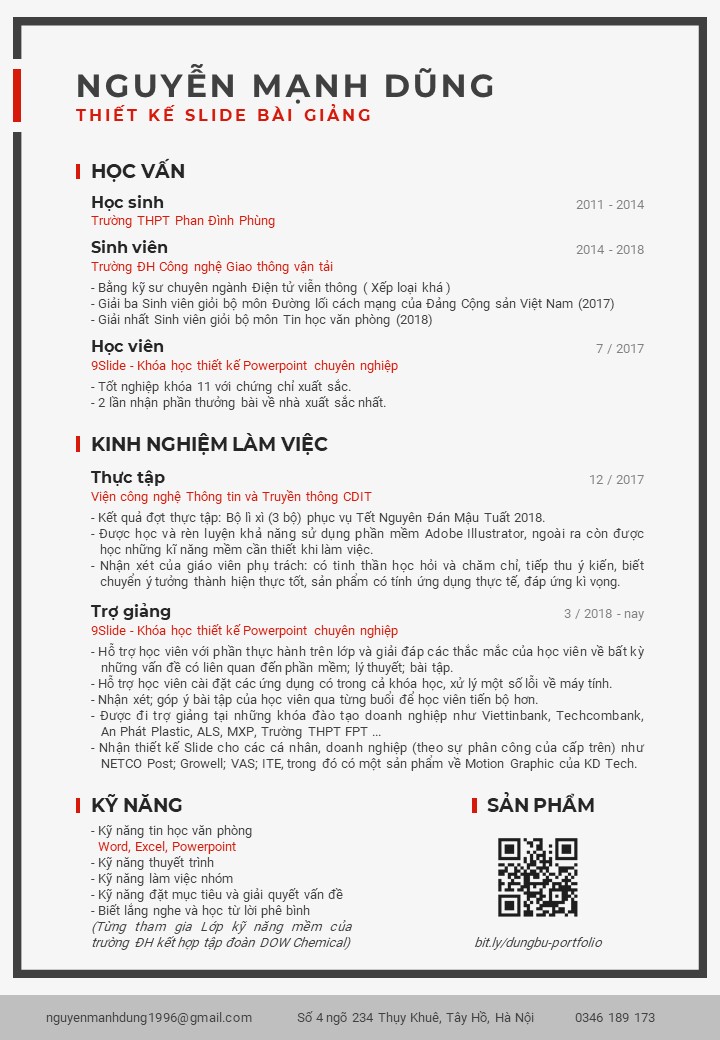 NGUYỄN MẠNH DŨNG
THIẾT KẾ SLIDE BÀI GIẢNG
HỌC VẤN
Học sinh
2011 - 2014
Trường THPT Phan Đình Phùng
Sinh viên
2014 - 2018
Trường ĐH Công nghệ Giao thông vận tải
- Bằng kỹ sư chuyên ngành Điện tử viễn thông ( Xếp loại khá )
- Giải ba Sinh viên giỏi bộ môn Đường lối cách mạng của Đảng Cộng sản Việt Nam (2017)
- Giải nhất Sinh viên giỏi bộ môn Tin học văn phòng (2018)
Học viên
7 / 2017
9Slide - Khóa học thiết kế Powerpoint chuyên nghiệp
- Tốt nghiệp khóa 11 với chứng chỉ xuất sắc.
- 2 lần nhận phần thưởng bài về nhà xuất sắc nhất.
KINH NGHIỆM LÀM VIỆC
Thực tập
12 / 2017
Viện công nghệ Thông tin và Truyền thông CDIT
- Kết quả đợt thực tập: Bộ lì xì (3 bộ) phục vụ Tết Nguyên Đán Mậu Tuất 2018.
- Được học và rèn luyện khả năng sử dụng phần mềm Adobe Illustrator, ngoài ra còn được
học những kĩ năng mềm cần thiết khi làm việc.
- Nhận xét của giáo viên phụ trách: có tinh thần học hỏi và chăm chỉ, tiếp thu ý kiến, biết
chuyển ý tưởng thành hiện thực tốt, sản phẩm có tính ứng dụng thực tế, đáp ứng kì vọng.
Trợ giảng
3 / 2018 - nay
9Slide - Khóa học thiết kế Powerpoint chuyên nghiệp
- Hỗ trợ học viên với phần thực hành trên lớp và giải đáp các thắc mắc của học viên về bất kỳ
những vấn đề có liên quan đến phần mềm; lý thuyết; bài tập.
- Hỗ trợ học viên cài đặt các ứng dụng có trong cả khóa học, xử lý một số lỗi về máy tính.
- Nhận xét; góp ý bài tập của học viên qua từng buổi để học viên tiến bộ hơn.
- Được đi trợ giảng tại những khóa đào tạo doanh nghiệp như Viettinbank, Techcombank,
An Phát Plastic, ALS, MXP, Trường THPT FPT ...
- Nhận thiết kế Slide cho các cá nhân, doanh nghiệp (theo sự phân công của cấp trên) như
NETCO Post; Growell; VAS; ITE, trong đó có một sản phẩm về Motion Graphic của KD Tech.
KỸ NĂNG
- Kỹ năng tin học văn phòng
Word, Excel, Powerpoint
- Kỹ năng thuyết trình
- Kỹ năng làm việc nhóm
- Kỹ năng đặt mục tiêu và giải quyết vấn đề
- Biết lắng nghe và học từ lời phê bình
(Từng tham gia Lớp kỹ năng mềm của
trường ĐH kết hợp tập đoàn DOW Chemical)
SẢN PHẨM
bit.ly/dungbu-portfolio
nguyenmanhdung1996@gmail.com
Số 4 ngõ 234 Thụy Khuê, Tây Hồ, Hà Nội
0346 189 173